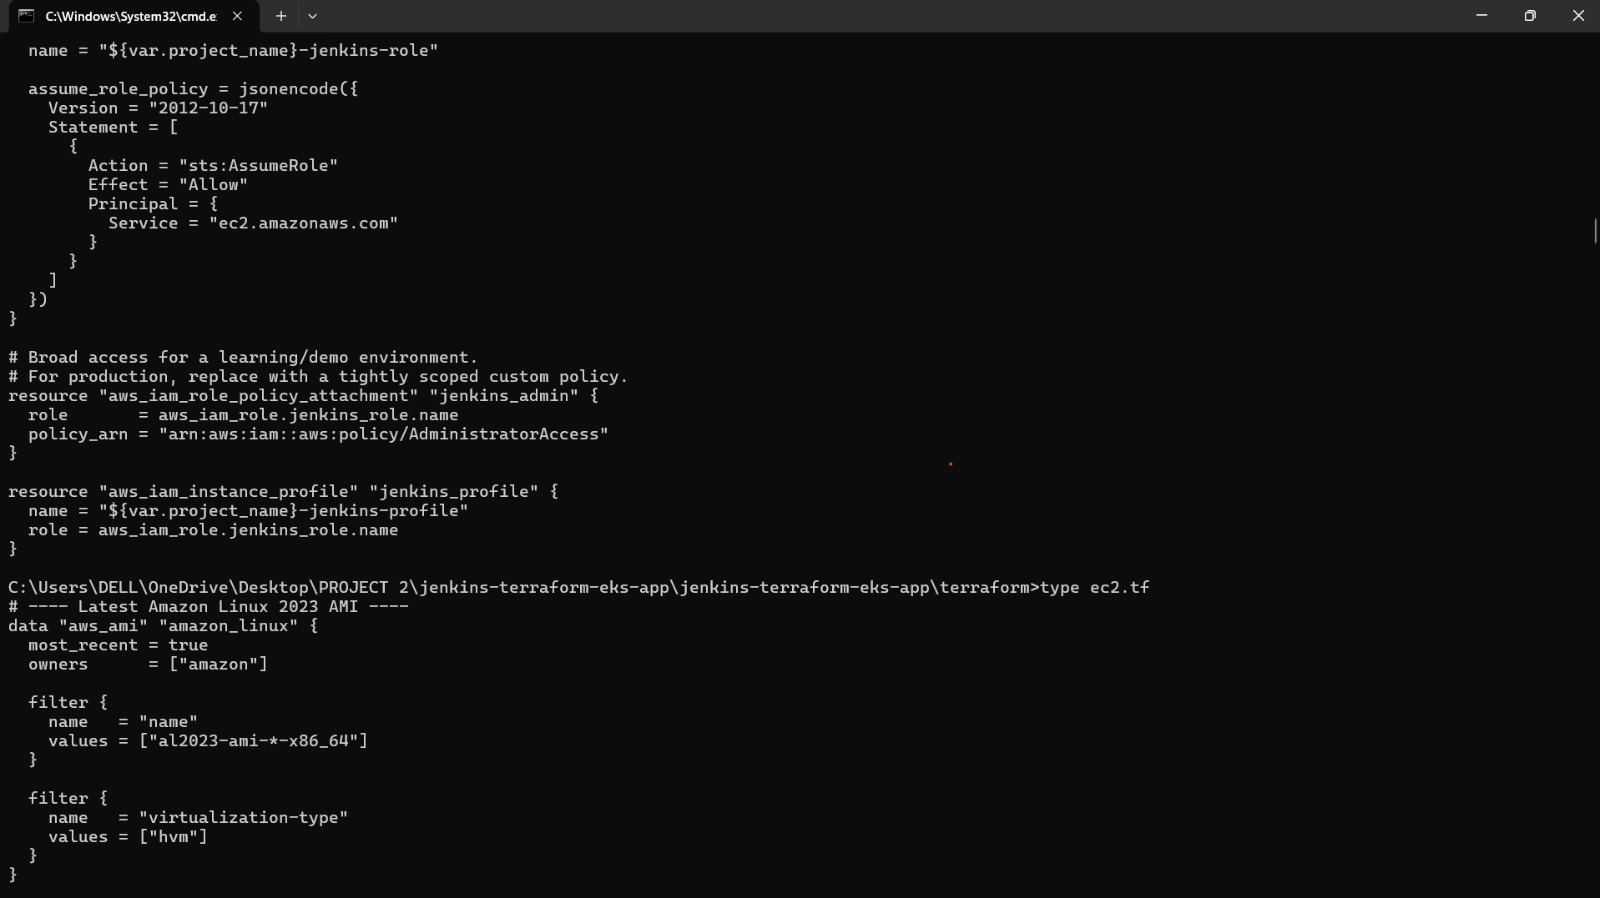 C:\Windows\System32\cmd.e
name = "${var.project_name}-jenkins-role"
assume_role_policy = jsonencode({
Version = "2012-10-17"
Statement = [
{
Action = "sts:AssumeRole"
Effect = "Allow"
Principal = {
Service = "ec2.amazonaws.com"
}
}
]
})
}
# Broad access for a learning/demo environment.
# For production, replace with a tightly scoped custom policy.
resource "aws_iam_role_policy_attachment" "jenkins_admin" {
role       = aws_iam_role.jenkins_role.name
policy_arn = "arn:aws:iam::aws:policy/AdministratorAccess"
}
resource "aws_iam_instance_profile" "jenkins_profile" {
name = "${var.project_name}-jenkins-profile"
role = aws_iam_role.jenkins_role.name
}
C:\Users\DELL\OneDrive\Desktop\PROJECT 2\jenkins-terraform-eks-app\jenkins-terraform-eks-app\terraform>type ec2.tf
# ---- Latest Amazon Linux 2023 AMI ----
data "aws_ami" "amazon_linux" {
most_recent = true
owners      = ["amazon"]
filter {
name   = "name"
values = ["al2023-ami-*-x86_64"]
}
filter {
name   = "virtualization-type"
values = ["hvm"]
}
}